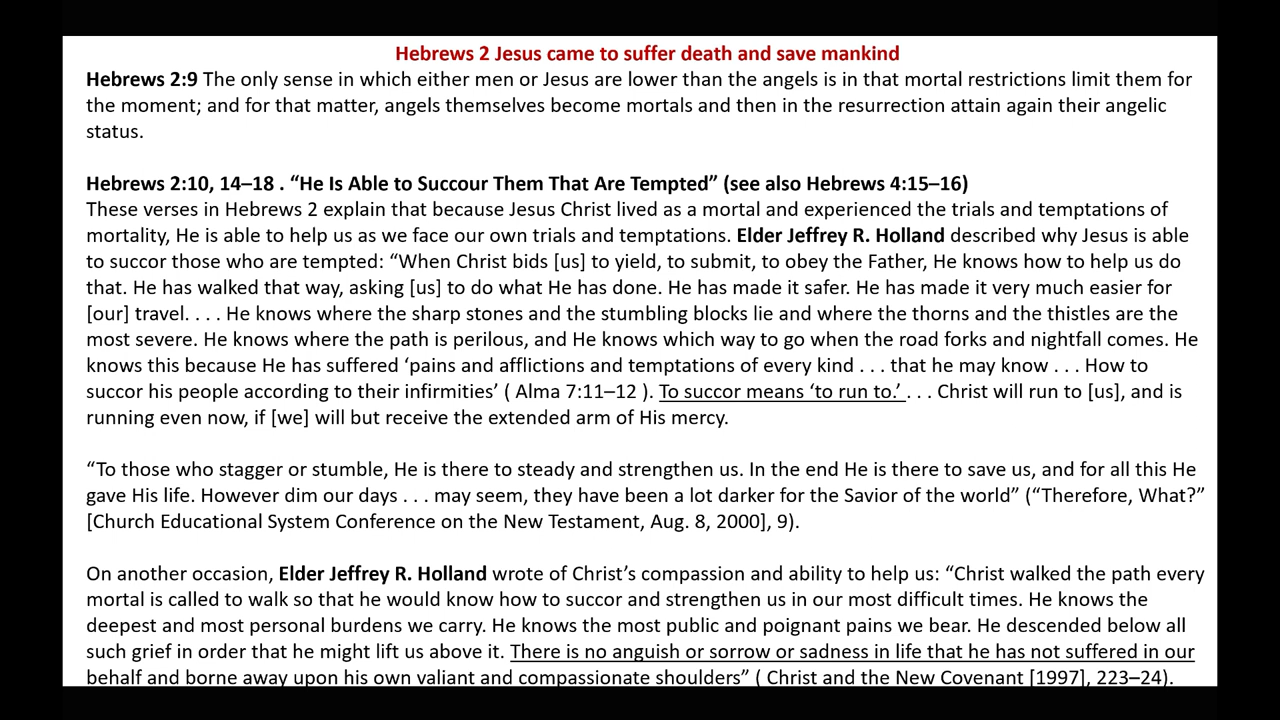 Hebrews 2 Jesus came to suffer death and save mankind
Hebrews 2:9 The only sense in which either men or Jesus are lower than the angels is in that mortal restrictions limit them for
the moment; and for that matter, angels themselves become mortals and then in the resurrection attain again their angelic
status.
Hebrews 2:10, 14–18 . “He Is Able to Succour Them That Are Tempted” (see also Hebrews 4:15–16)
These verses in Hebrews 2 explain that because Jesus Christ lived as a mortal and experienced the trials and temptations of
mortality, He is able to help us as we face our own trials and temptations. Elder Jeffrey R. Holland described why Jesus is able
to succor those who are tempted: “When Christ bids [us] to yield, to submit, to obey the Father, He knows how to help us do
that. He has walked that way, asking [us] to do what He has done. He has made it safer. He has made it very much easier for
[our] travel. . . . He knows where the sharp stones and the stumbling blocks lie and where the thorns and the thistles are the
most severe. He knows where the path is perilous, and He knows which way to go when the road forks and nightfall comes. He
knows this because He has suffered ‘pains and afflictions and temptations of every kind . . . that he may know . . . How to
succor his people according to their infirmities’ ( Alma 7:11–12 ). To succor means ‘to run to.’ . . . Christ will run to [us], and is
running even now, if [we] will but receive the extended arm of His mercy.
“To those who stagger or stumble, He is there to steady and strengthen us. In the end He is there to save us, and for all this He
gave His life. However dim our days . . . may seem, they have been a lot darker for the Savior of the world” (“Therefore, What?”
[Church Educational System Conference on the New Testament, Aug. 8, 2000], 9).
On another occasion, Elder Jeffrey R. Holland wrote of Christ’s compassion and ability to help us: “Christ walked the path every
mortal is called to walk so that he would know how to succor and strengthen us in our most difficult times. He knows the
deepest and most personal burdens we carry. He knows the most public and poignant pains we bear. He descended below all
such grief in order that he might lift us above it. There is no anguish or sorrow or sadness in life that he has not suffered in our
behalf and borne away upon his own valiant and compassionate shoulders” ( Christ and the New Covenant [1997], 223–24).